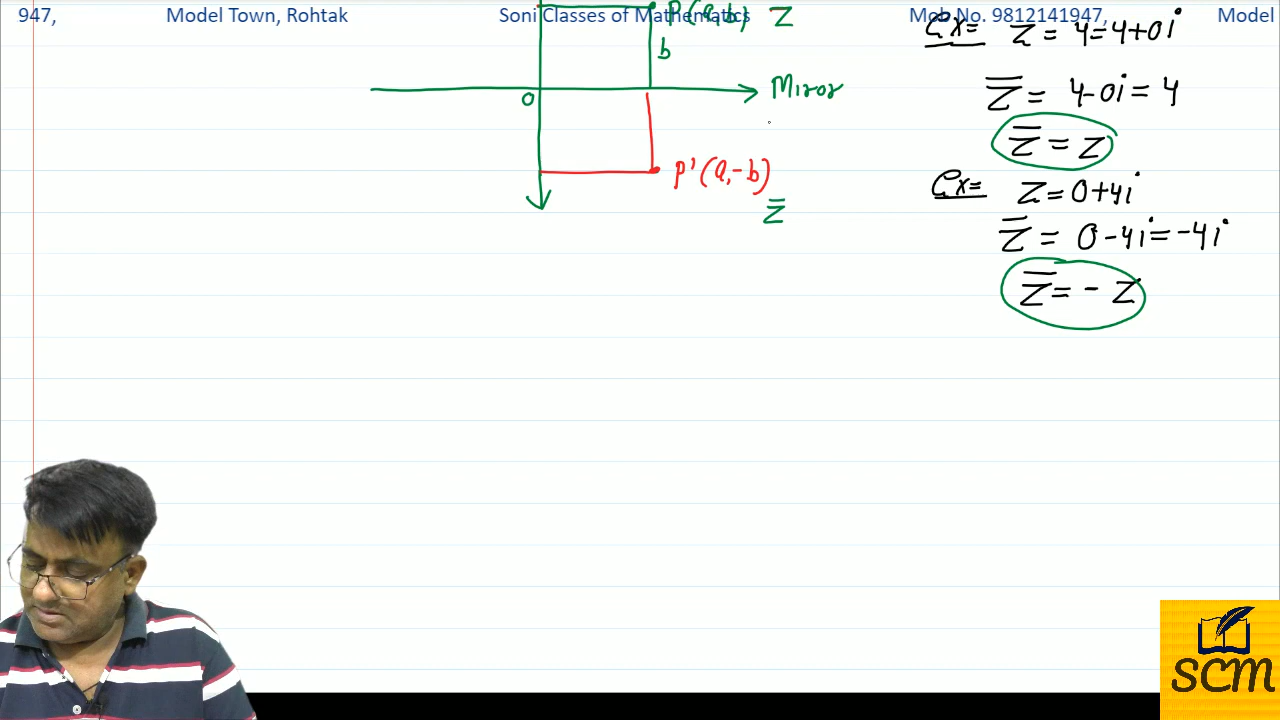 947, Model Town, Rohtak Soni Classes of Mathematics Mob No. 9812141947, Model
P(a,b) Z
b
0
Miror
P'(a,-b)
Z̅
Ex= Z = 4=4+0i
Z̅ = 4-0i = 4
Z̅ = Z
Ex= Z=0+4i
Z̅ = 0-4i=-4i
Z̅ = - Z
SCM